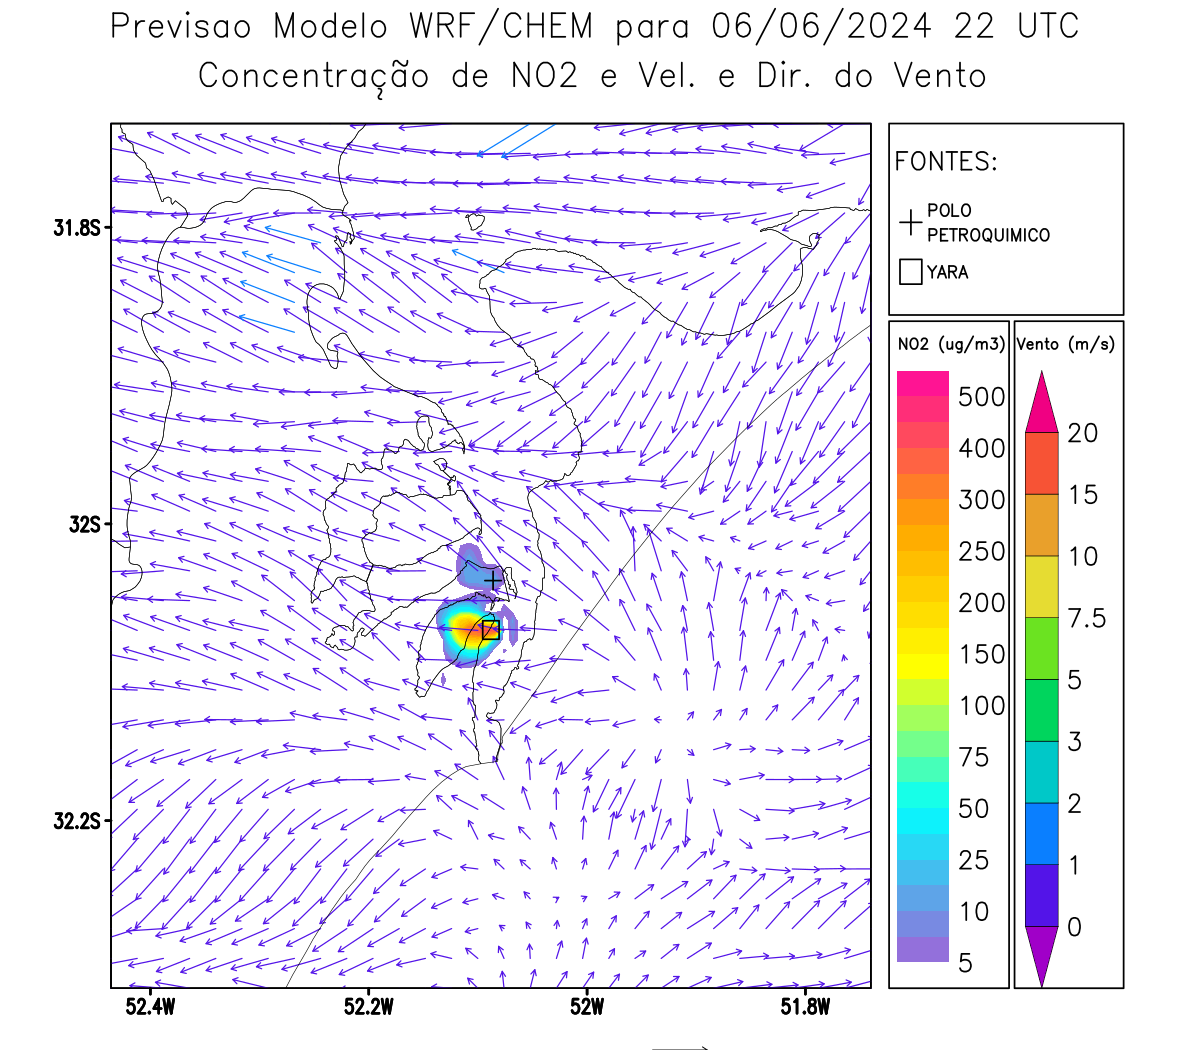 Previsao Modelo WRF/CHEM para 06/06/2024 22 UTC
Concentração de NO2 e Vel. e Dir. do Vento
FONTES:
POLO
PETROQUIMICO
YARA
NO2 (ug/m3)
500
400
300
250
200
150
100
75
50
25
10
5
Vento (m/s)
20
15
10
7.5
5
3
2
1
0
31.8S
32S
32.2S
52.4W
52.2W
52W
51.8W